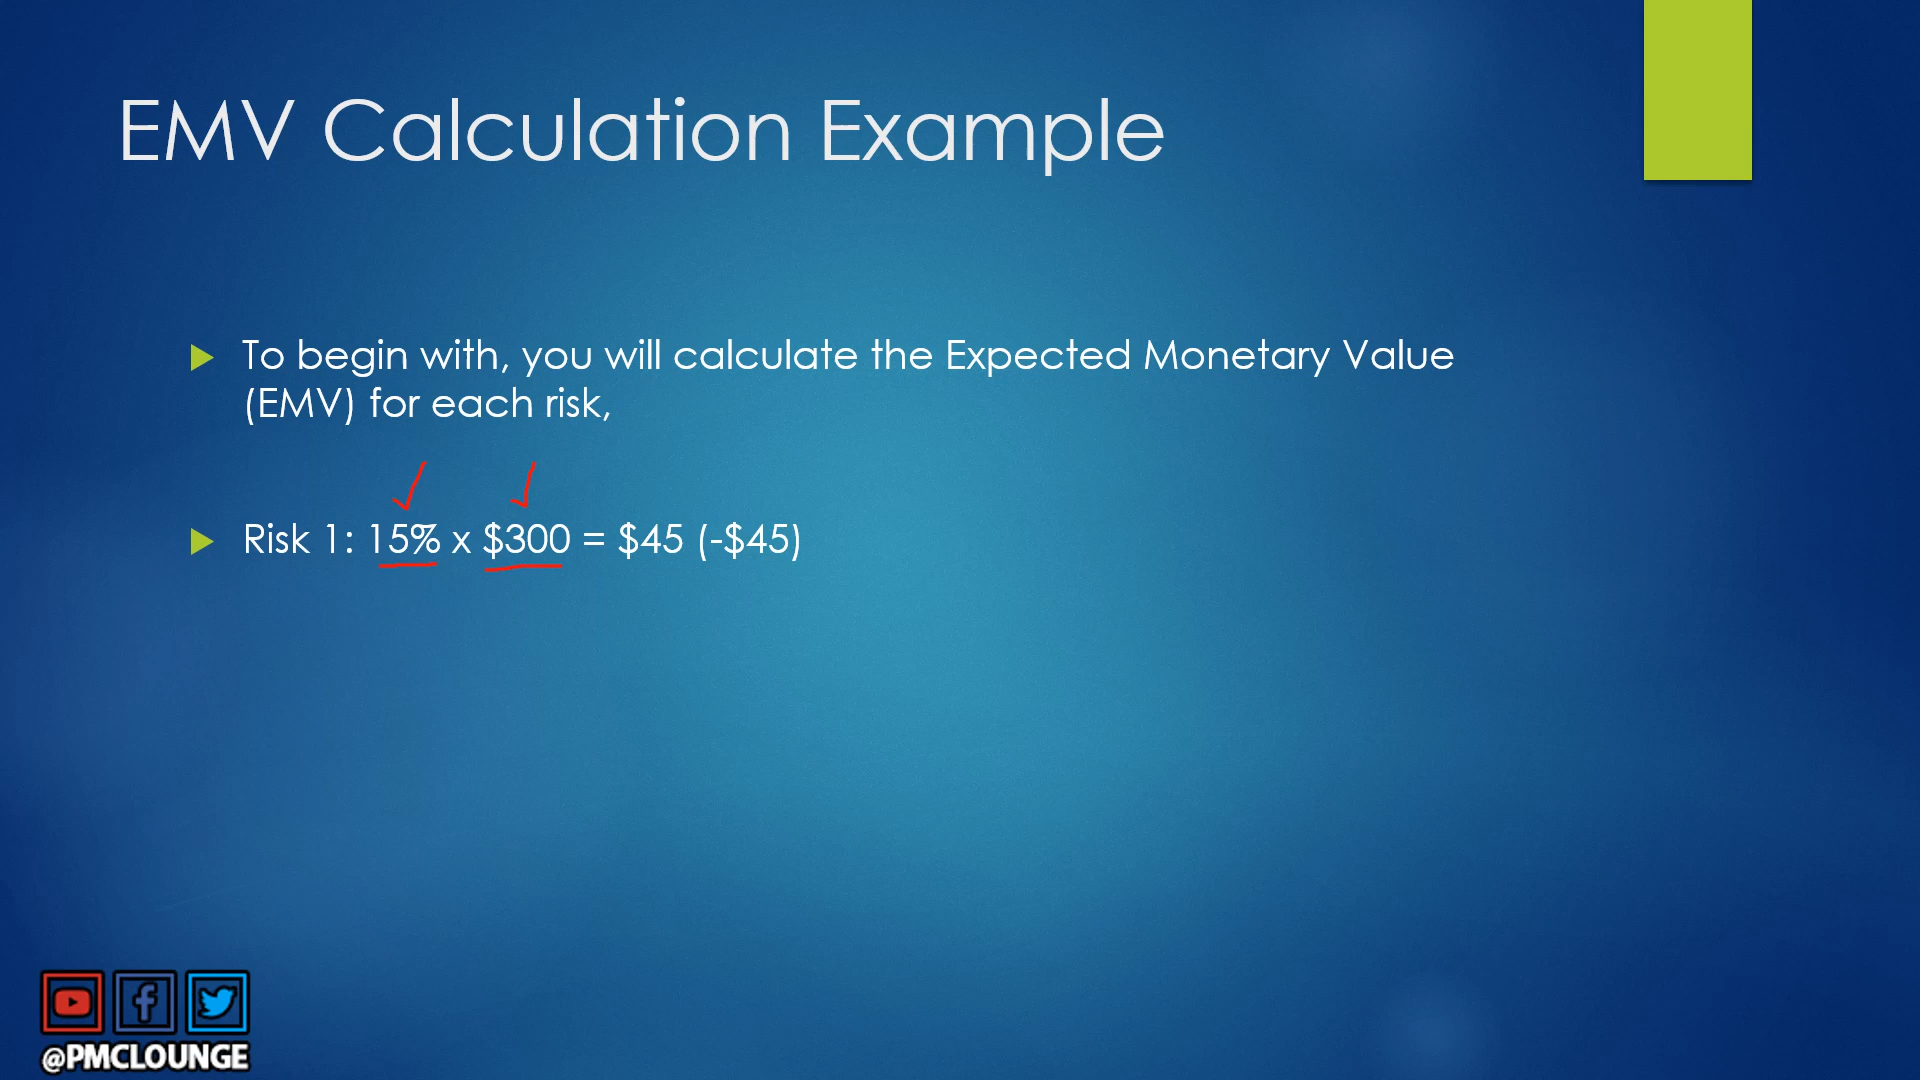 EMV Calculation Example
To begin with, you will calculate the Expected Monetary Value
(EMV) for each risk,
Risk 1: 15% x $300 = $45 (-$45)
@PMCLOUNGE